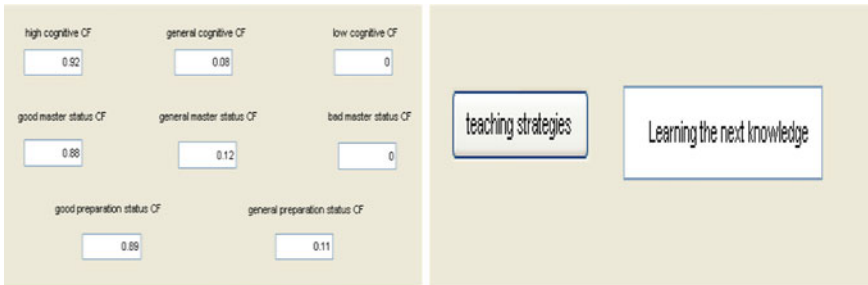 high cognitive CF general cognitive CF low cognitive CF
0.92 0.08 0
good master status CF general master status CF bad master status CF
0.88 0.12 0
good preparation status CF general preparation status CF
0.89 0.11
teaching strategies Learning the next knowledge